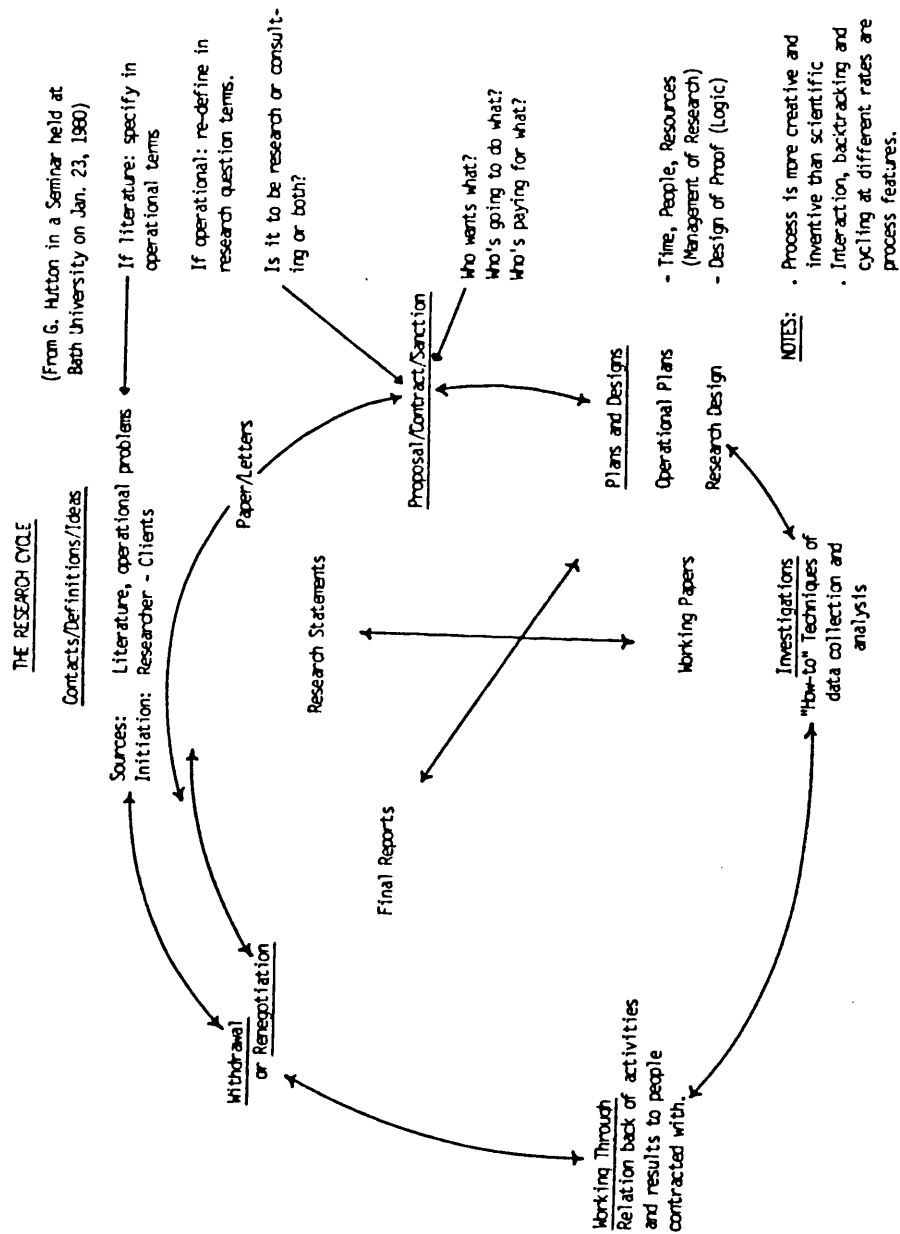 THE RESEARCH CYCLE
(From G. Hutton in a Seminar held at
Bath University on Jan. 23, 1980)
Contacts/Definitions/Ideas
Sources: Literature, operational problems
Initiation: Researcher - Clients
If literature: specify in
operational terms
If operational: re-define in
research question terms.
Is it to be research or consult-
ing or both?
Paper/Letters
Withdrawal
or Renegotiation
Research Statements
Proposal/Contract/Sanction
Who wants what?
Who's going to do what?
Who's paying for what?
Final Reports
Plans and Designs
Operational Plans
Research Design
- Time, People, Resources
(Management of Research)
- Design of Proof (Logic)
Working Papers
Working Through
Relation back of activities
and results to people
contracted with.
Investigations
"How-to" Techniques of
data collection and
analysis
NOTES:
. Process is more creative and
inventive than scientific
. Interaction, backtracking and
cycling at different rates are
process features.